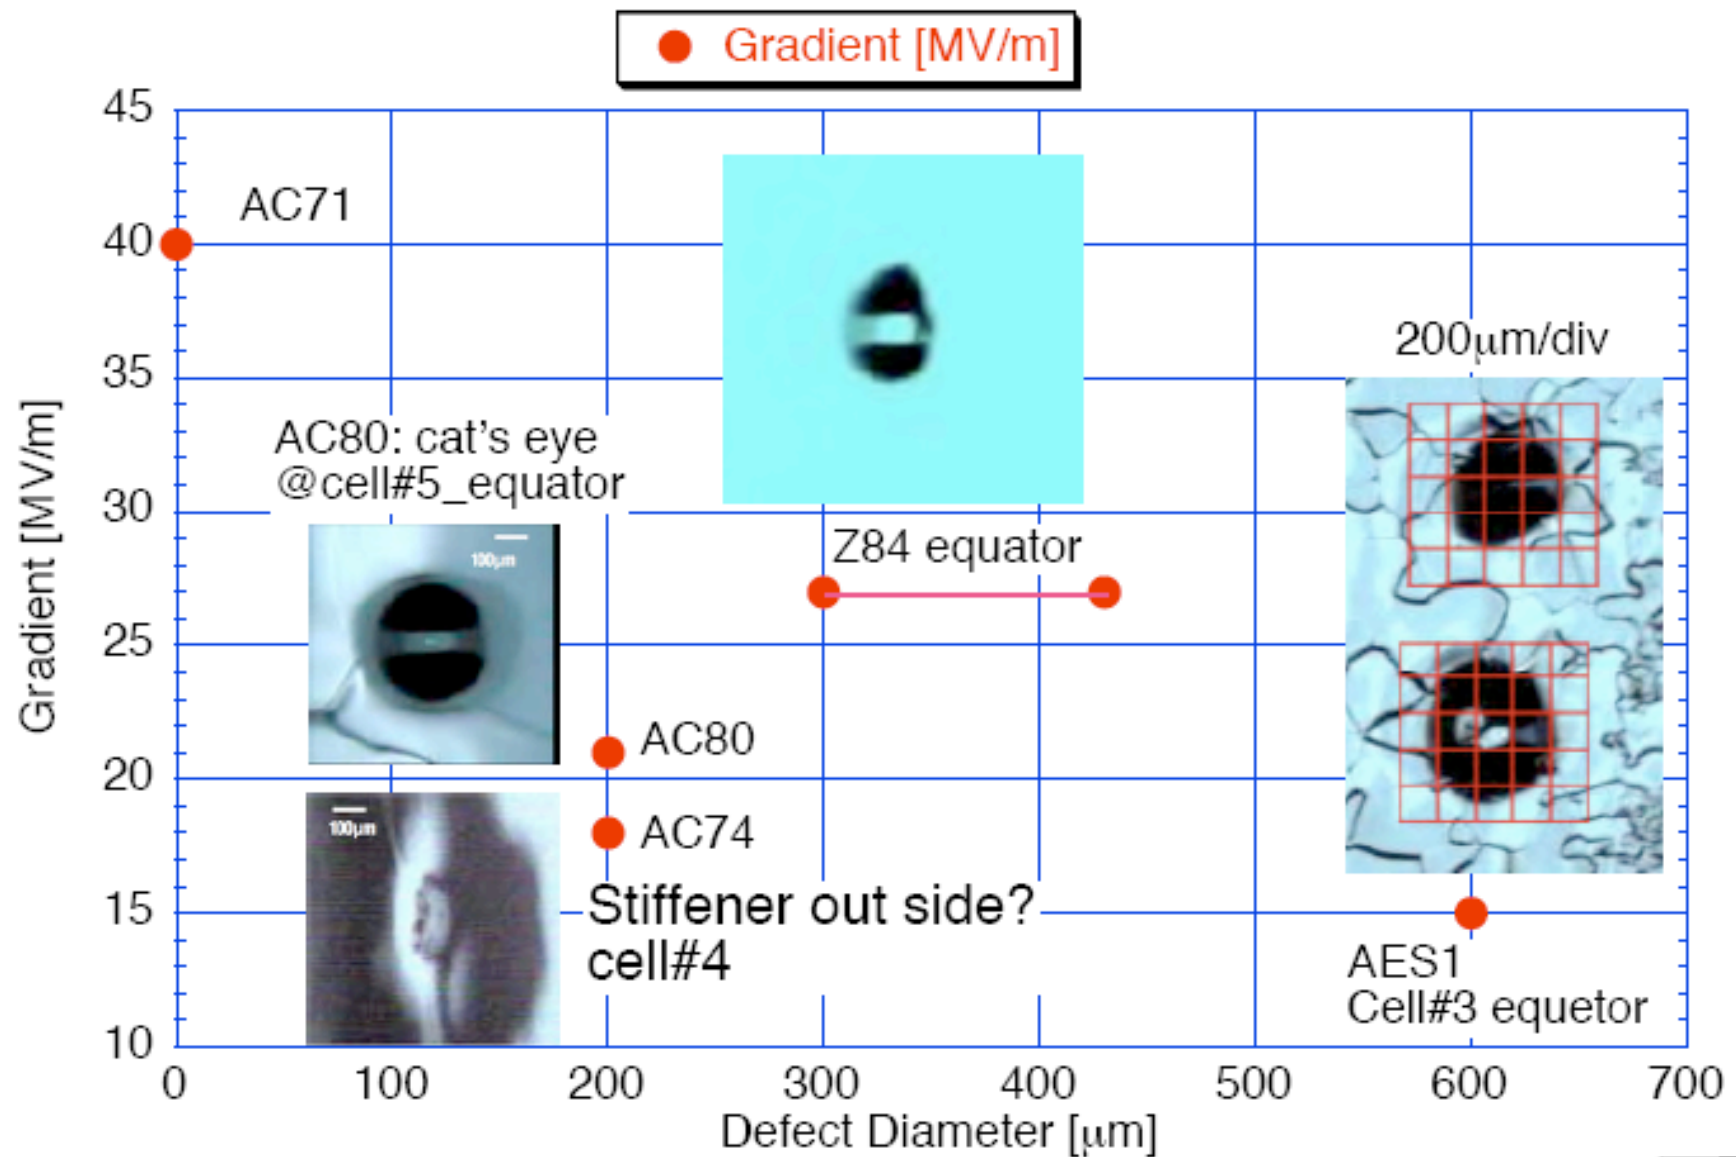 Gradient [MV/m]
45
40
35
30
25
20
15
10
Gradient [MV/m]
AC71
200μm/div
AC80: cat's eye
@cell#5_equator
100μm
Z84 equator
AC80
100μm
AC74
Stiffener out side?
cell#4
AES1
Cell#3 equetor
0 100 200 300 400 500 600 700
Defect Diameter [μm]